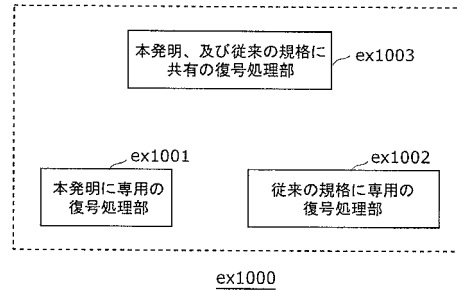 本発明、及び従来の規格に
共有の復号処理部
ex1003
ex1001
本発明に専用の
復号処理部
ex1002
従来の規格に専用の
復号処理部
ex1000